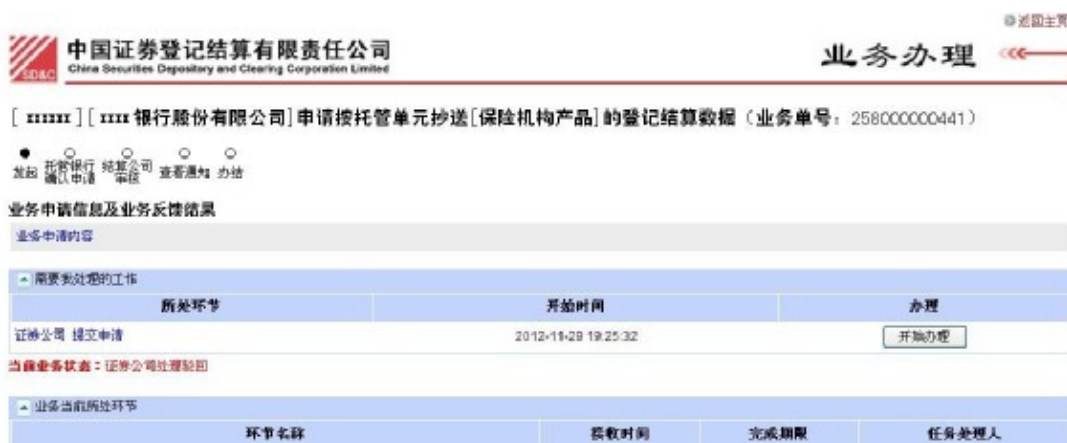 返回主页
中国证券登记结算有限责任公司
China Securities Depository and Clearing Corporation Limited
SD&C
业务办理
[ xxxxxx ] [ xxxx 银行股份有限公司] 申请按托管单元抄送[保险机构产品] 的登记结算数据（业务单号：258000000441）
发起 托管银行确认申请 结算公司审核 查看通知 办结
业务申请信息及业务反馈结果
业务申请内容
需要我处理的工作
所处环节 开始时间 办理
证券公司 提交申请 2012-11-29 19:25:32 开始办理
当前业务状态：证券公司处理驳回
业务当前所处环节
环节名称 接收时间 完成期限 任务处理人